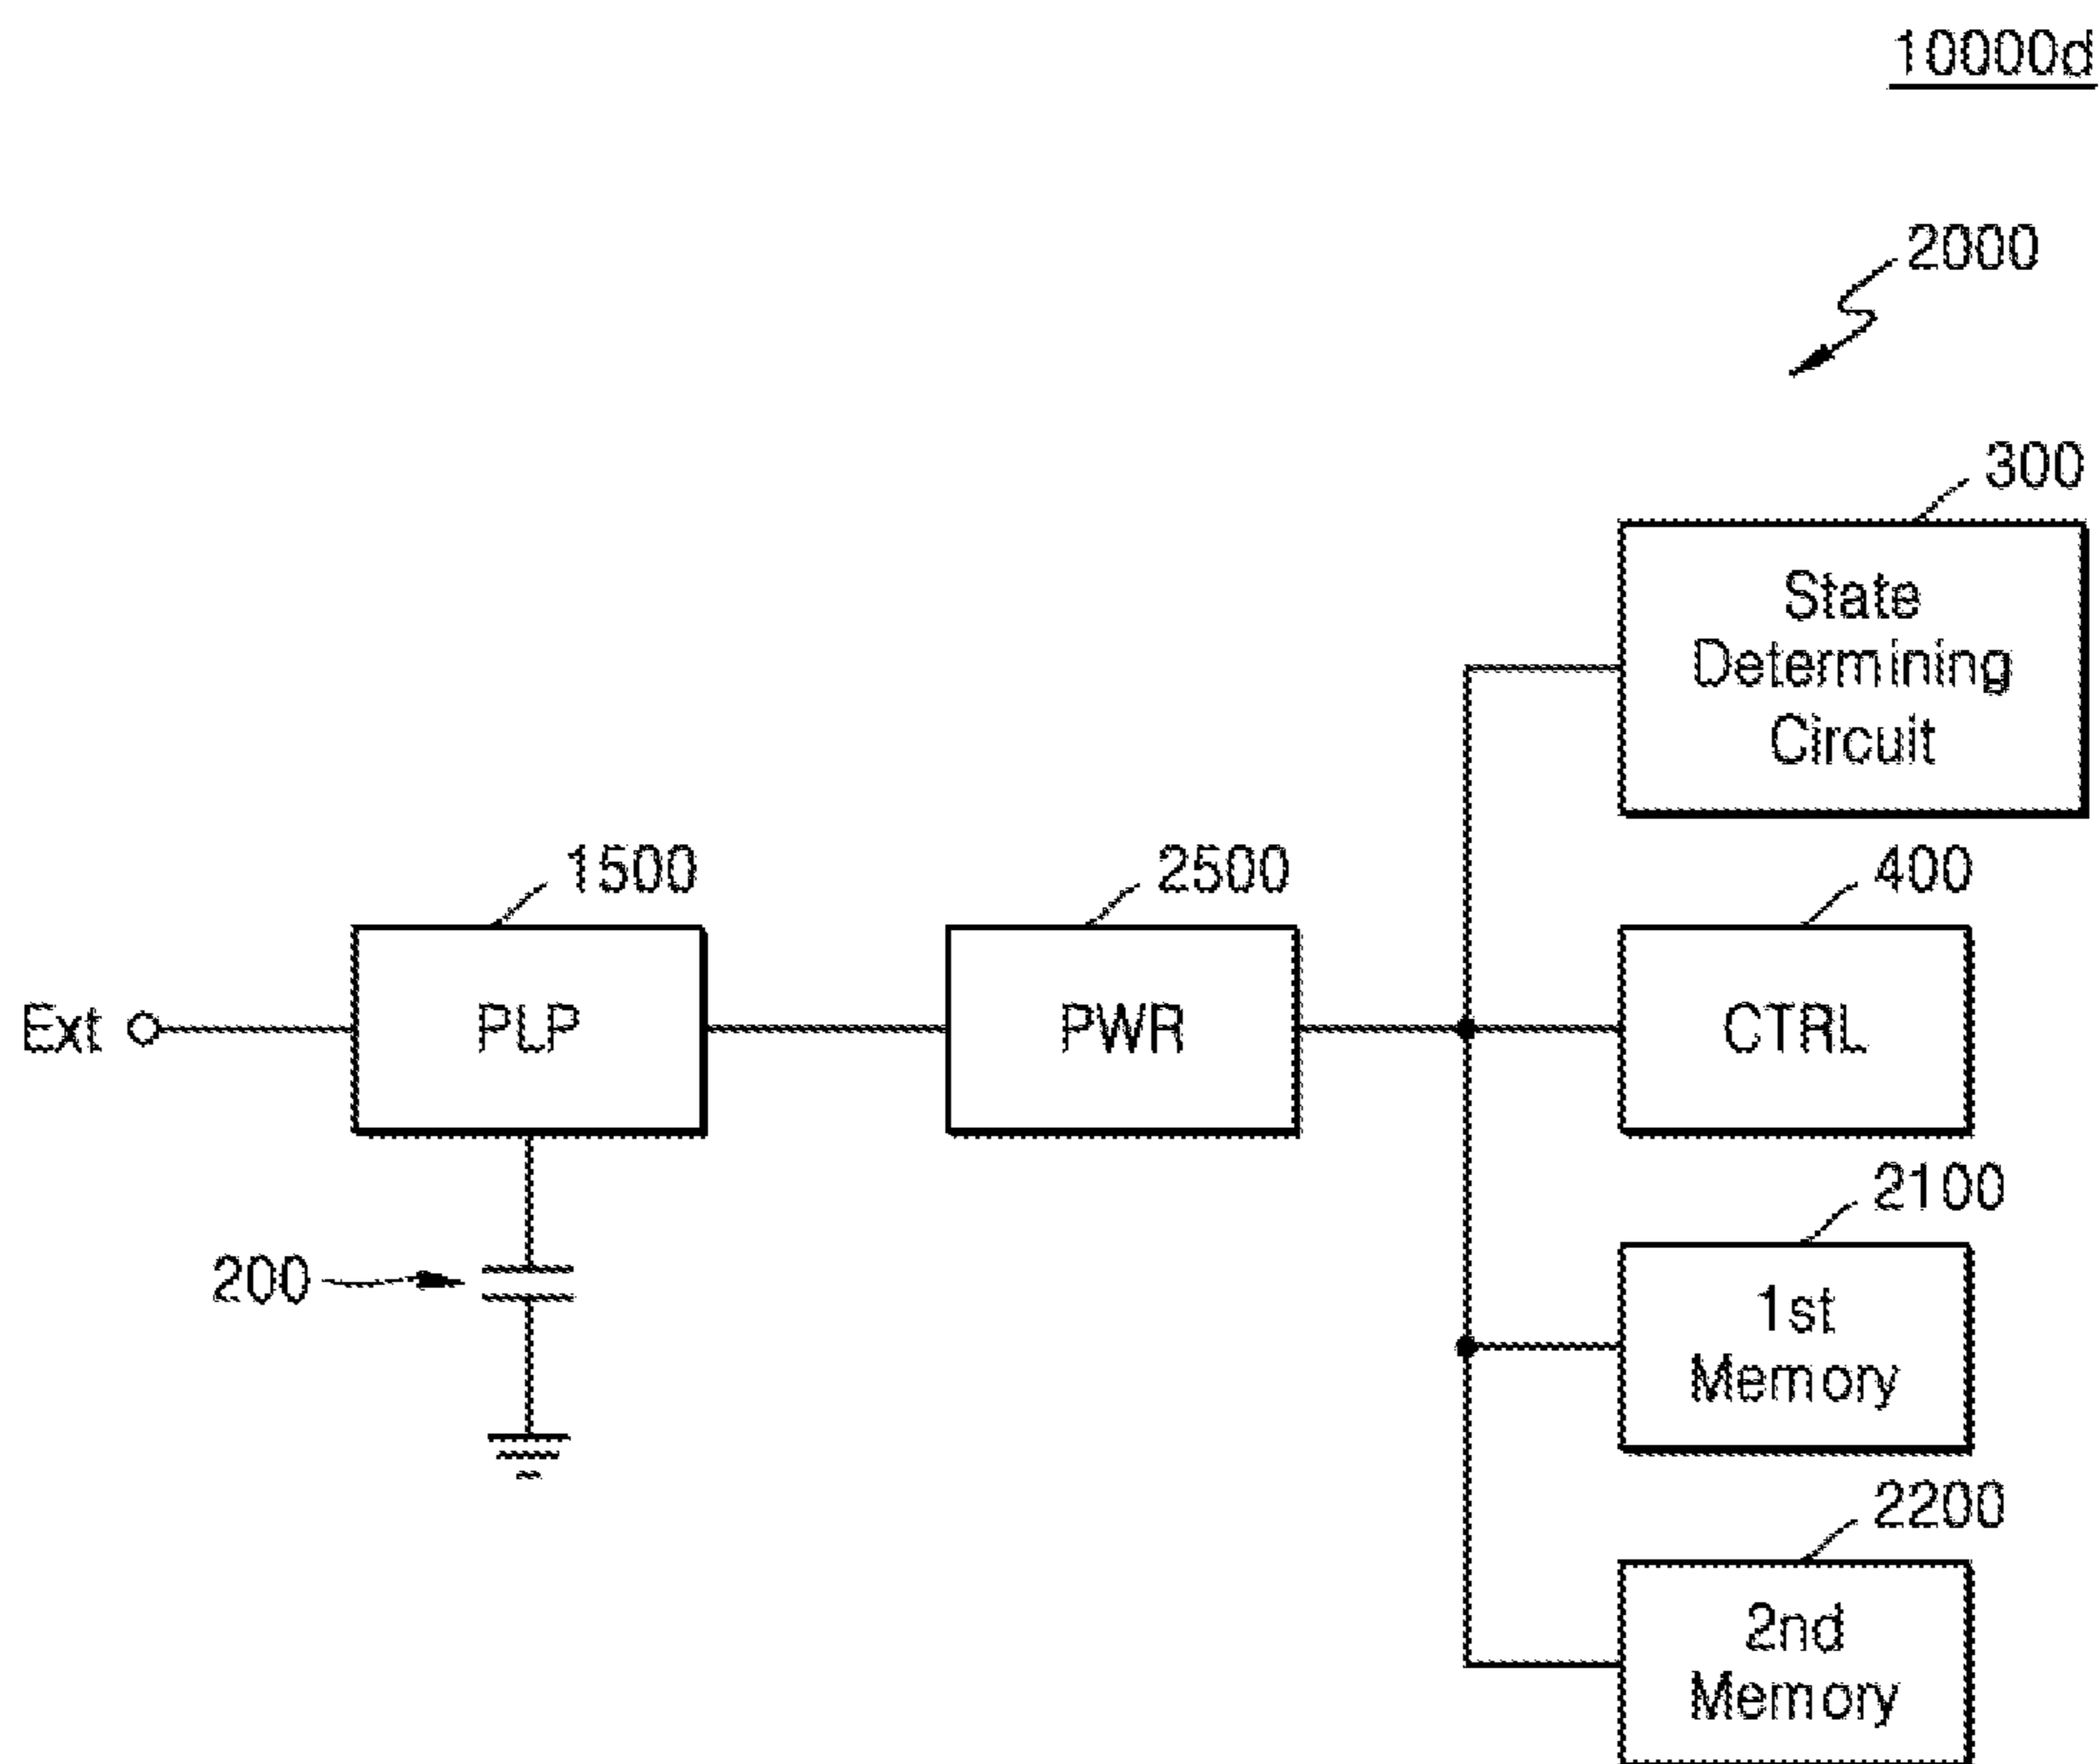 10000d
2000
300
State
Determining
Circuit
1500
2500
400
Ext
PLP
PWR
CTRL
2100
200
1st
Memory
2200
2nd
Memory